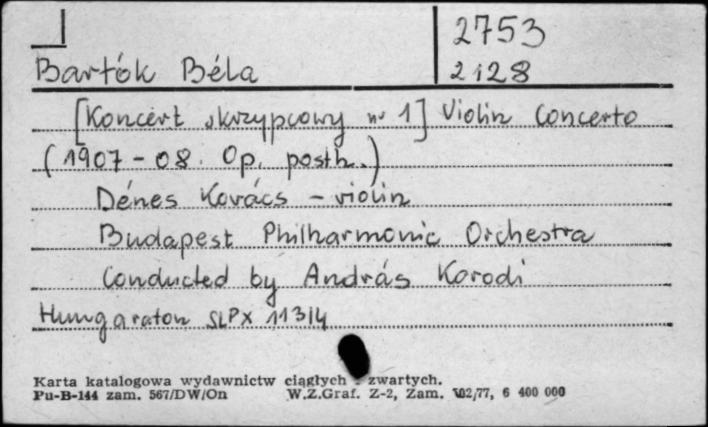 2753
Bartók Béla 2128
[Koncert skrzypcowy nr 1] Violin Concerto
(1907-08. Op. posth.)
Dénes Kovács - violin
Budapest Philharmonic Orchestra
Conducted by András Korodi
Hungaraton SLPX 11314
Karta katalogowa wydawnictw ciągłych - zwartych.
Pu-B-144 zam. 567/DW/On W.Z.Graf. Z-2, Zam. 102/77, 6 400 000